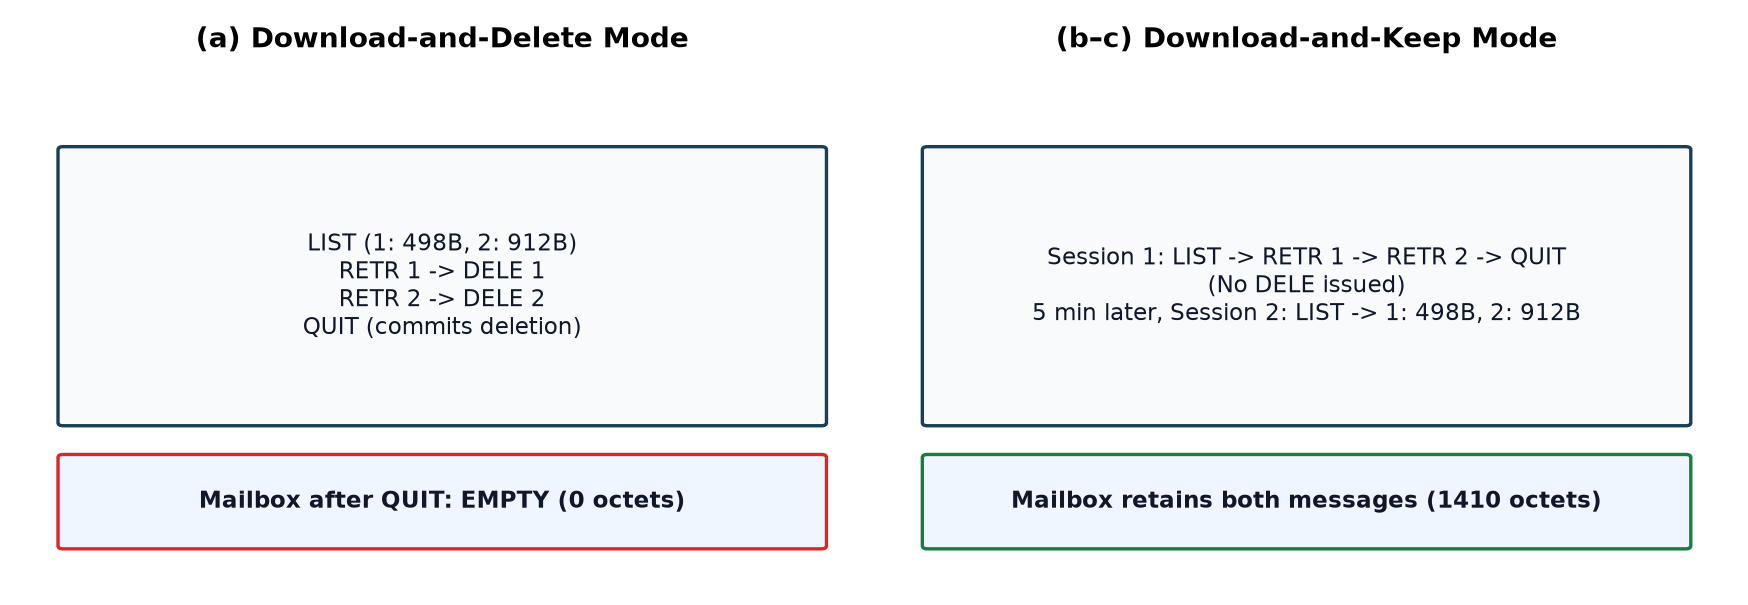 (a) Download-and-Delete Mode
LIST (1: 498B, 2: 912B)
RETR 1 -> DELE 1
RETR 2 -> DELE 2
QUIT (commits deletion)
Mailbox after QUIT: EMPTY (0 octets)
(b–c) Download-and-Keep Mode
Session 1: LIST -> RETR 1 -> RETR 2 -> QUIT
(No DELE issued)
5 min later, Session 2: LIST -> 1: 498B, 2: 912B
Mailbox retains both messages (1410 octets)